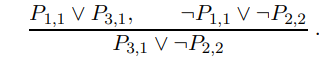 P₁,₁ ∨ P₃,₁, ¬P₁,₁ ∨ ¬P₂,₂
P₃,₁ ∨ ¬P₂,₂ .